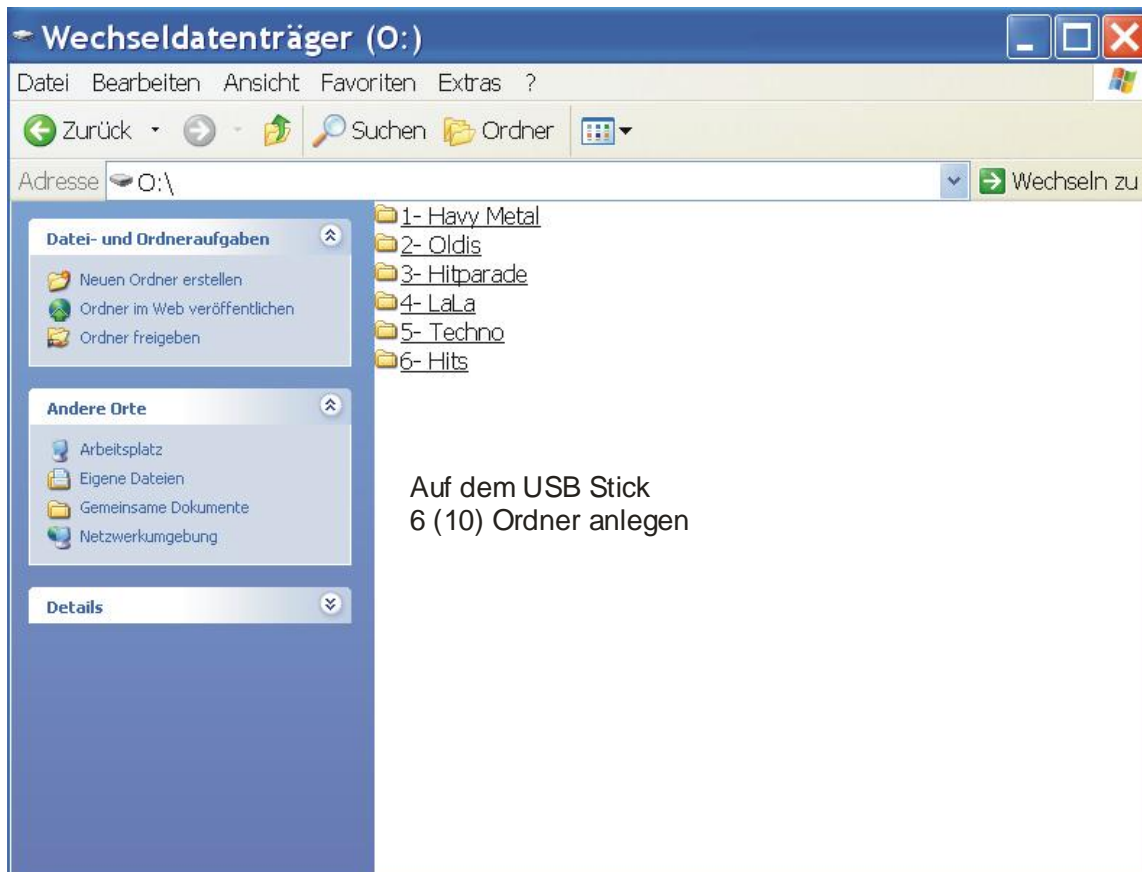 Wechseldatenträger (O:)
Datei Bearbeiten Ansicht Favoriten Extras ?
Zurück Suchen Ordner
Adresse O:\ Wechseln zu
Datei- und Ordneraufgaben
Neuen Ordner erstellen
Ordner im Web veröffentlichen
Ordner freigeben
Andere Orte
Arbeitsplatz
Eigene Dateien
Gemeinsame Dokumente
Netzwerkumgebung
Details
1- Havy Metal
2- Oldis
3- Hitparade
4- LaLa
5- Techno
6- Hits
Auf dem USB Stick
6 (10) Ordner anlegen